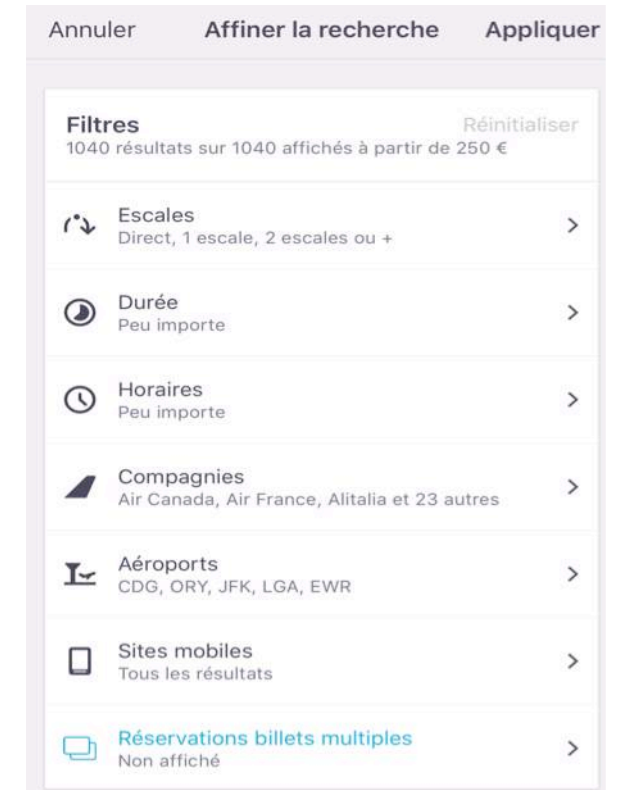 Annuler Affiner la recherche Appliquer
Filtres Réinitialiser
1040 résultats sur 1040 affichés à partir de 250 €
Escales
Direct, 1 escale, 2 escales ou +
Durée
Peu importe
Horaires
Peu importe
Compagnies
Air Canada, Air France, Alitalia et 23 autres
Aéroports
CDG, ORY, JFK, LGA, EWR
Sites mobiles
Tous les résultats
Réservations billets multiples
Non affiché